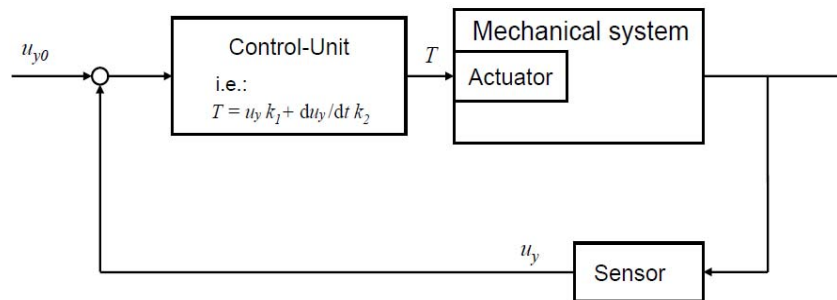 u_y0
Control-Unit
i.e.:
T = u_y k_1 + du_y/dt k_2
T
Mechanical system
Actuator
u_y
Sensor